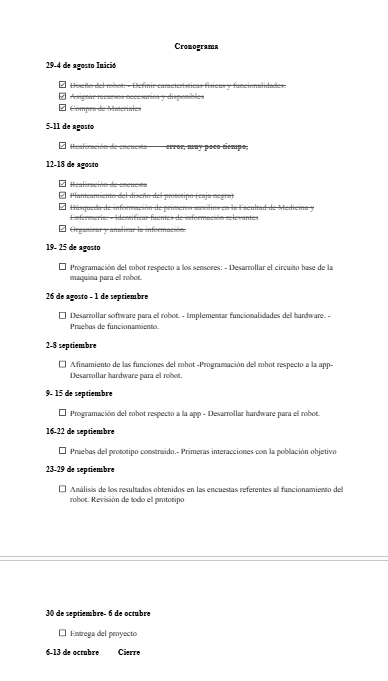 Cronograma
29-4 de agosto Inició
Diseño del robot: - Definir características físicas y funcionalidades.
Asignar recursos necesarios y disponibles
Compra de Materiales
5-11 de agosto
Realización de encuesta error, muy poco tiempo,
12-18 de agosto
Realización de encuesta
Planteamiento del diseño del prototipo (caja negra)
Búsqueda de información de primeros auxilios en la Facultad de Medicina y
Enfermería: - Identificar fuentes de información relevantes
Organizar y analizar la información.
19- 25 de agosto
Programación del robot respecto a los sensores: - Desarrollar el circuito base de la
maquina para el robot.
26 de agosto - 1 de septiembre
Desarrollar software para el robot. - Implementar funcionalidades del hardware. -
Pruebas de funcionamiento.
2-8 septiembre
Afinamiento de las funciones del robot -Programación del robot respecto a la app-
Desarrollar hardware para el robot.
9- 15 de septiembre
Programación del robot respecto a la app - Desarrollar hardware para el robot.
16-22 de septiembre
Pruebas del prototipo construido.- Primeras interacciones con la población objetivo
23-29 de septiembre
Análisis de los resultados obtenidos en las encuestas referentes al funcionamiento del
robot. Revisión de todo el prototipo
30 de septiembre- 6 de octubre
Entrega del proyecto
6-13 de octubre Cierre